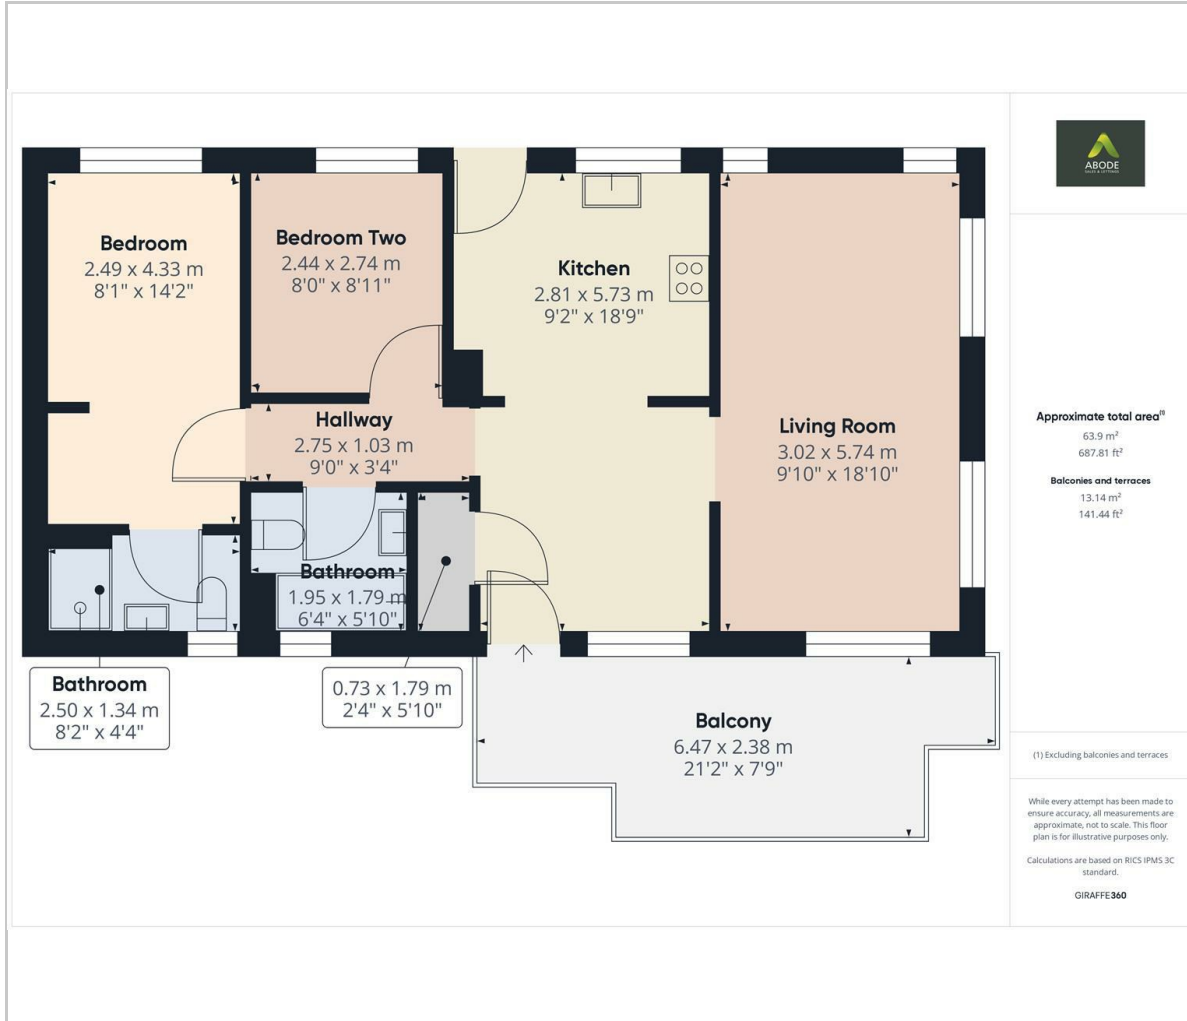 Bedroom
2.49 x 4.33 m
8'1" x 14'2"
Bedroom Two
2.44 x 2.74 m
8'0" x 8'11"
Kitchen
2.81 x 5.73 m
9'2" x 18'9"
Hallway
2.75 x 1.03 m
9'0" x 3'4"
Living Room
3.02 x 5.74 m
9'10" x 18'10"
Bathroom
1.95 x 1.79 m
6'4" x 5'10"
Bathroom
2.50 x 1.34 m
8'2" x 4'4"
0.73 x 1.79 m
2'4" x 5'10"
Balcony
6.47 x 2.38 m
21'2" x 7'9"
ABODE
SALES & LETTINGS
Approximate total area(1)
63.9 m²
687.81 ft²
Balconies and terraces
13.14 m²
141.44 ft²
(1) Excluding balconies and terraces
While every attempt has been made to
ensure accuracy, all measurements are
approximate, not to scale. This floor
plan is for illustrative purposes only.
Calculations are based on RICS IPMS 3C
standard.
GIRAFFE360